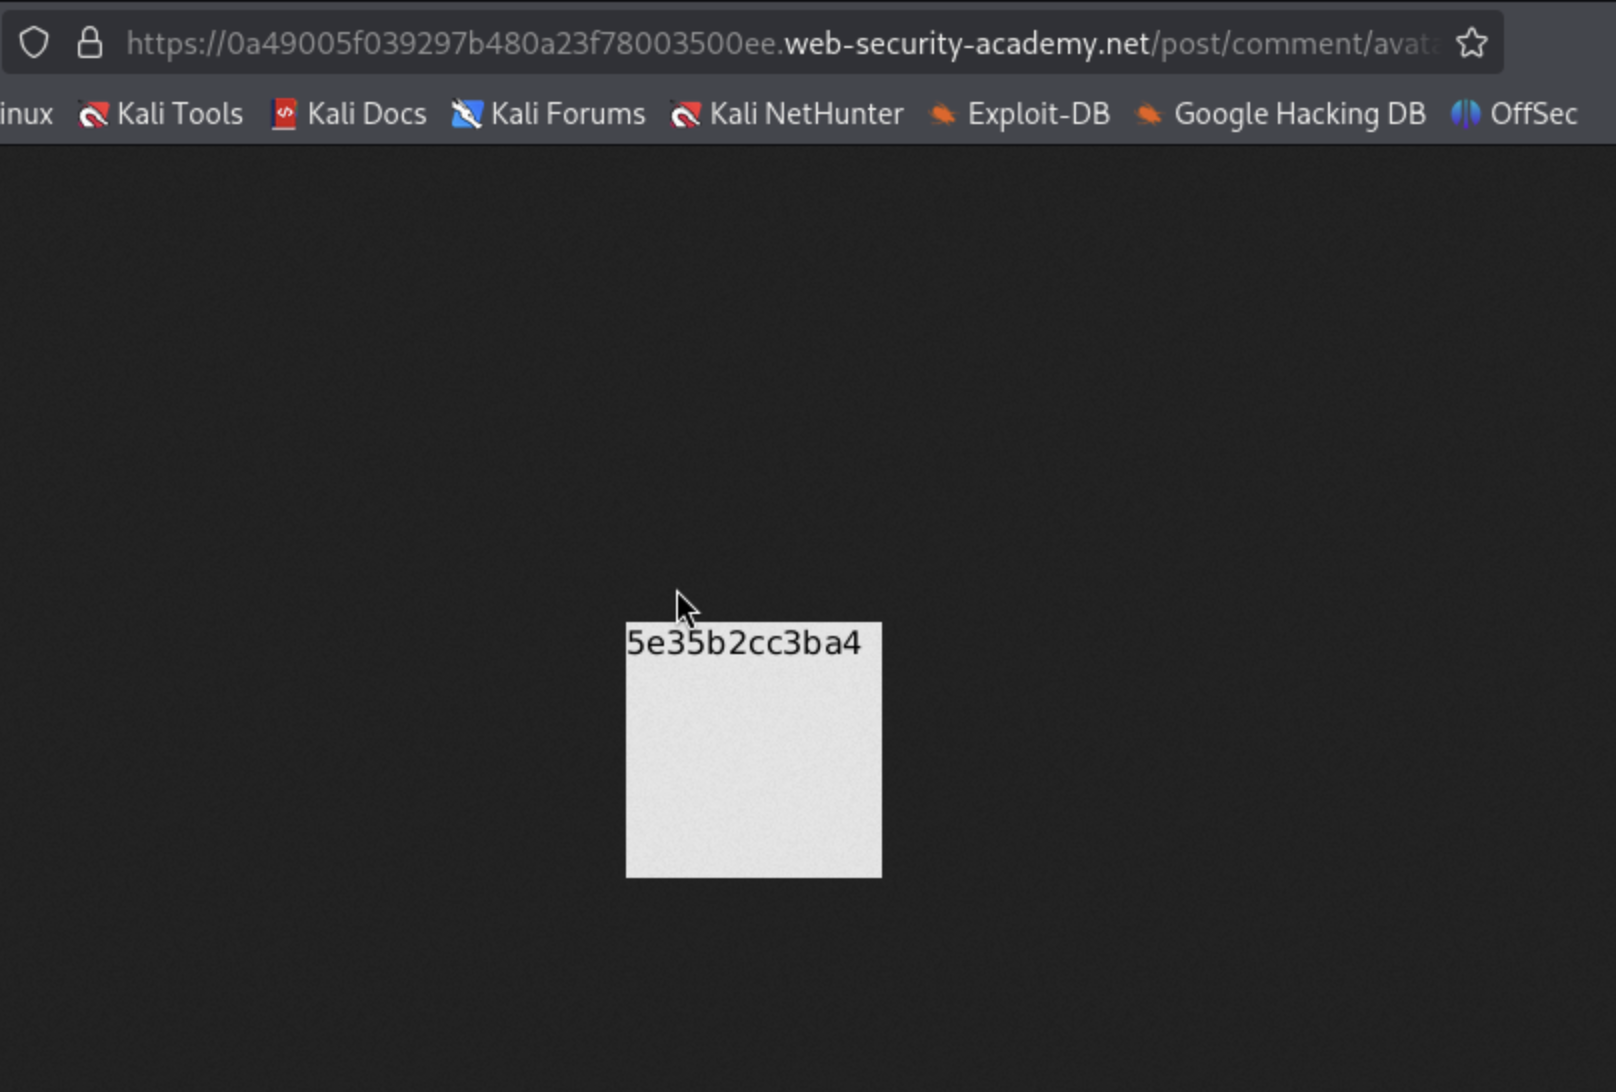 https://0a49005f039297b480a23f78003500ee.web-security-academy.net/post/comment/avat
inux Kali Tools Kali Docs Kali Forums Kali NetHunter Exploit-DB Google Hacking DB OffSec
5e35b2cc3ba4